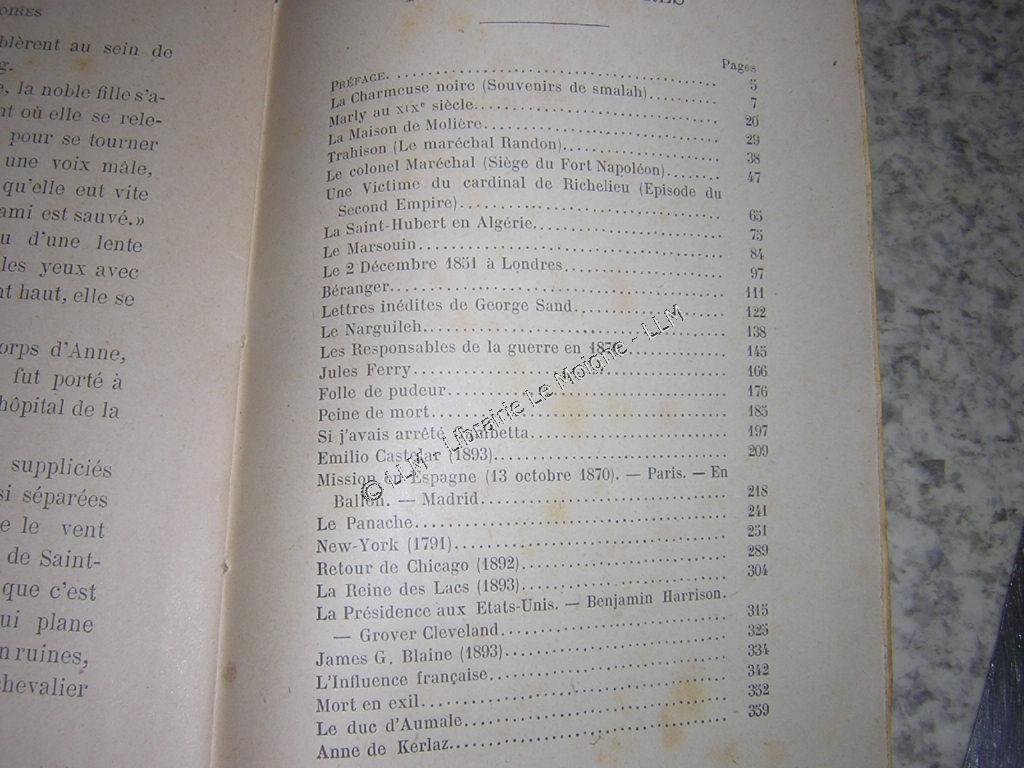 OIRES
blèrent au sein de
g.
e, la noble fille s'a-
nt où elle se rele-
pour se tourner
une voix mâle,
qu'elle eut vite
ami est sauvé.»
u d'une lente
les yeux avec
nt haut, elle se
orps d'Anne,
fut porté à
hôpital de la
suppliciés
si séparées
e le vent
de Saint-
que c'est
ui plane
n ruines,
chevalier
Pages
PRÉFACE. 5
La Charmeuse noire (Souvenirs de smalah) 7
Marly au XIXe siècle 20
La Maison de Molière 29
Trahison (Le maréchal Randon) 38
Le colonel Maréchal (Siège du Fort Napoléon) 47
Une Victime du cardinal de Richelieu (Episode du
Second Empire) 65
La Saint-Hubert en Algérie 75
Le Marsouin 84
Le 2 Décembre 1851 à Londres 97
Béranger 111
Lettres inédites de George Sand 122
Le Narguileh 138
Les Responsables de la guerre en 1870 145
Jules Ferry 166
Folle de pudeur 176
Peine de mort 185
Si j'avais arrêté Gambetta 197
Emilio Castelar (1893) 209
Mission en Espagne (13 octobre 1870). — Paris. — En
Ballon. — Madrid 218
Le Panache 241
New-York (1791) 251
Retour de Chicago (1892) 289
La Reine des Lacs (1893) 304
La Présidence aux Etats-Unis. — Benjamin Harrison.
— Grover Cleveland 315
James G. Blaine (1893) 325
L'Influence française 334
Mort en exil 342
Le duc d'Aumale 352
Anne de Kerlaz 359
© LLM - Librairie Le Moigne - LLM